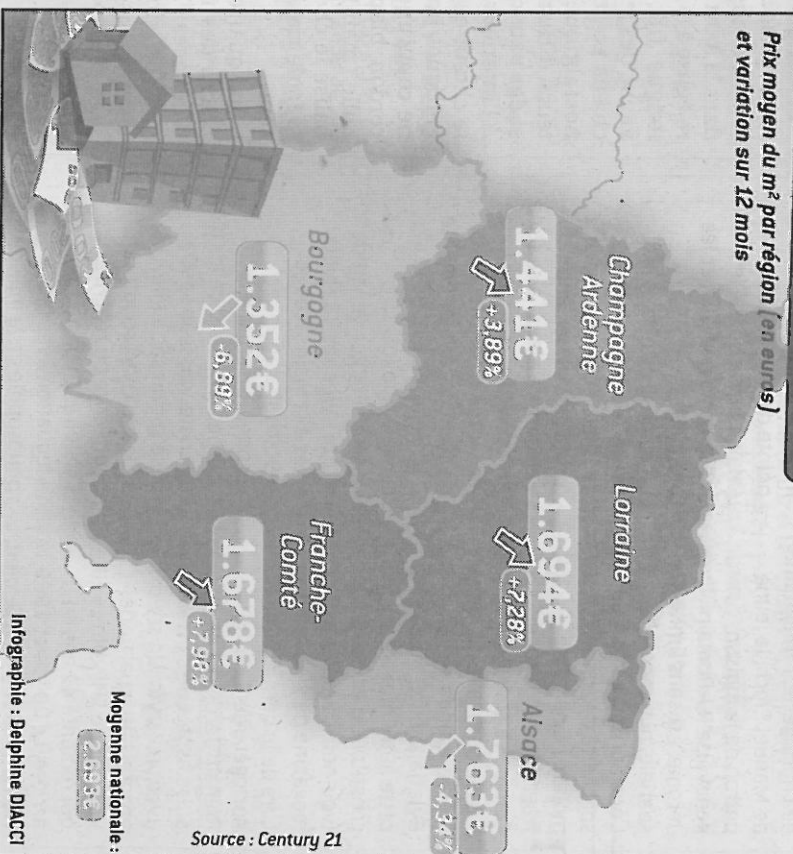 Prix moyen du m² par région (en euros)
et variation sur 12 mois
Champagne
Ardenne
1.441€
+3,89%
Lorraine
1.694€
+7,28%
Alsace
1.763€
-4,34%
Bourgogne
1.352€
-6,89%
Franche-
Comté
1.678€
+7,98%
Moyenne nationale :
2.693€
Source : Century 21
Infographie : Delphine DIACCI